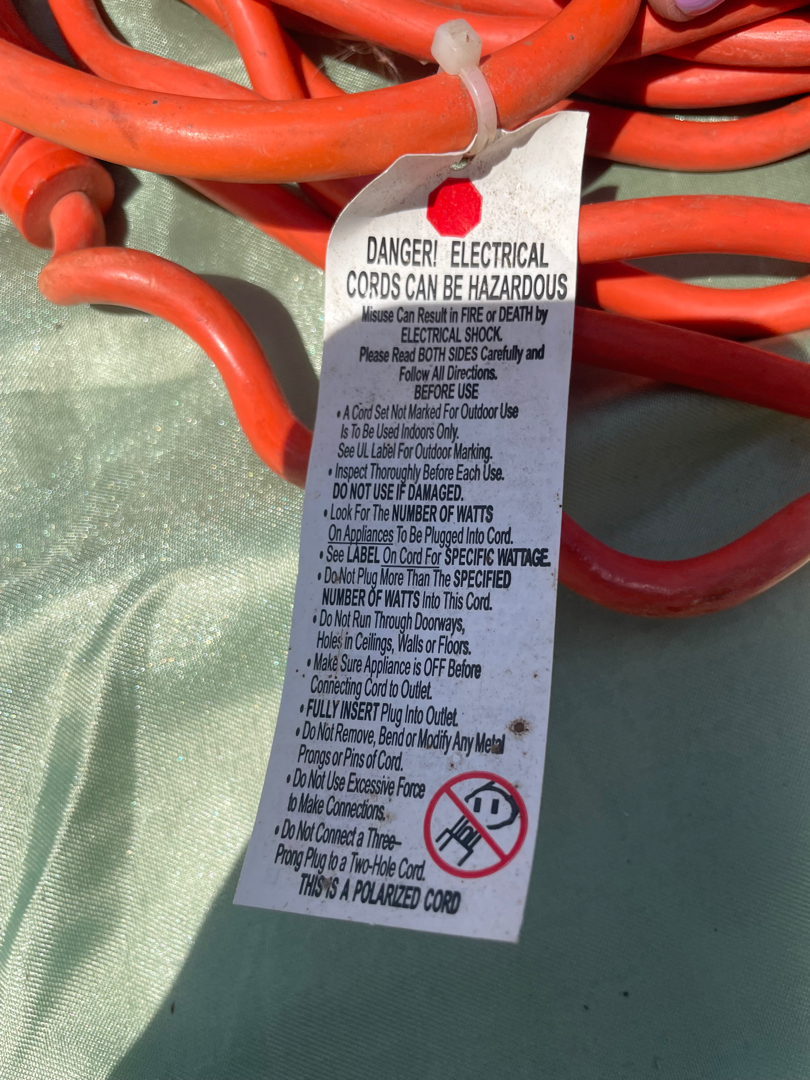 DANGER! ELECTRICAL
CORDS CAN BE HAZARDOUS
Misuse Can Result in FIRE or DEATH by
ELECTRICAL SHOCK.
Please Read BOTH SIDES Carefully and
Follow All Directions.
BEFORE USE
• A Cord Set Not Marked For Outdoor Use
Is To Be Used Indoors Only.
See UL Label For Outdoor Marking.
• Inspect Thoroughly Before Each Use.
DO NOT USE IF DAMAGED.
• Look For The NUMBER OF WATTS
On Appliances To Be Plugged Into Cord.
• See LABEL On Cord For SPECIFIC WATTAGE.
• Do Not Plug More Than The SPECIFIED
NUMBER OF WATTS Into This Cord.
• Do Not Run Through Doorways,
Holes in Ceilings, Walls or Floors.
• Make Sure Appliance is OFF Before
Connecting Cord to Outlet.
• FULLY INSERT Plug Into Outlet.
• Do Not Remove, Bend or Modify Any Metal
Prongs or Pins of Cord.
• Do Not Use Excessive Force
to Make Connections.
• Do Not Connect a Three–
Prong Plug to a Two-Hole Cord.
THIS IS A POLARIZED CORD